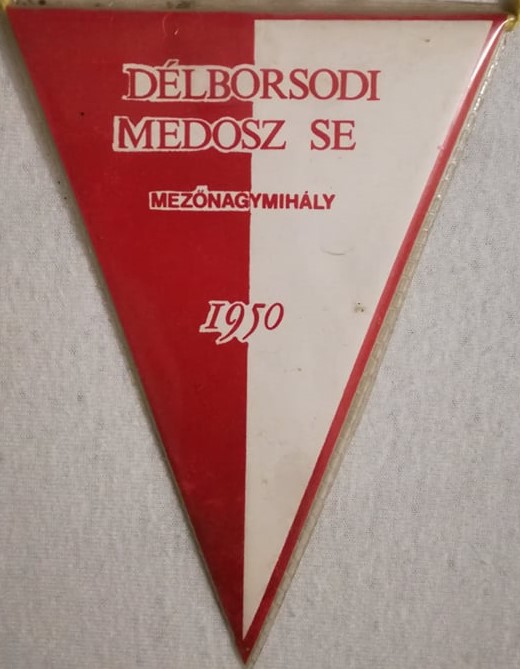 DÉLBORSODI
MEDOSZ SE
MEZŐNAGYMIHÁLY
1950